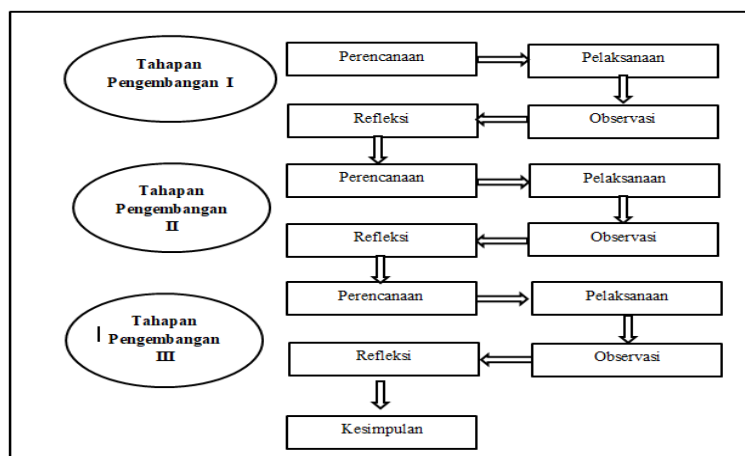 Tahapan
Pengembangan I
Perencanaan
Pelaksanaan
Refleksi
Observasi
Tahapan
Pengembangan
II
Perencanaan
Pelaksanaan
Refleksi
Observasi
Tahapan
Pengembangan
III
Perencanaan
Pelaksanaan
Refleksi
Observasi
Kesimpulan